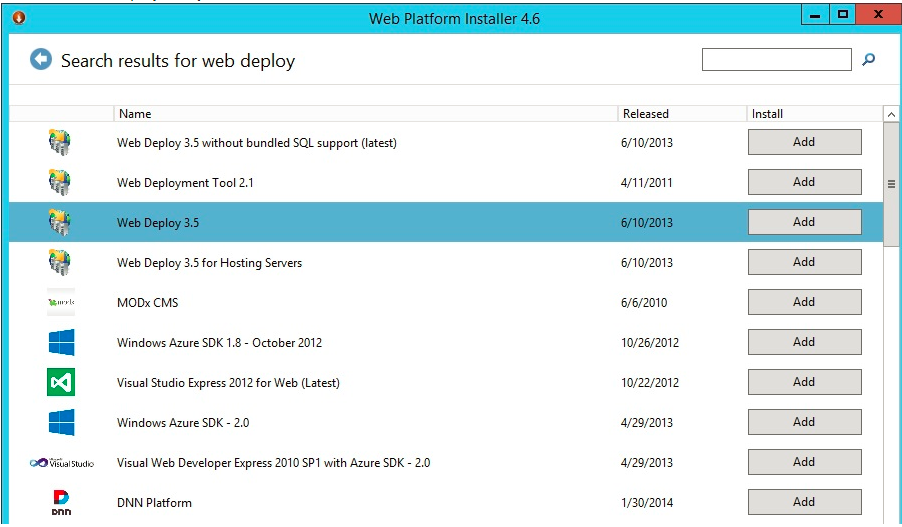 Web Platform Installer 4.6
Search results for web deploy
Name Released Install
Web Deploy 3.5 without bundled SQL support (latest) 6/10/2013 Add
Web Deployment Tool 2.1 4/11/2011 Add
Web Deploy 3.5 6/10/2013 Add
Web Deploy 3.5 for Hosting Servers 6/10/2013 Add
modx MODx CMS 6/6/2010 Add
Windows Azure SDK 1.8 - October 2012 10/26/2012 Add
Visual Studio Express 2012 for Web (Latest) 10/22/2012 Add
Windows Azure SDK - 2.0 4/29/2013 Add
Visual Studio Visual Web Developer Express 2010 SP1 with Azure SDK - 2.0 4/29/2013 Add
DNN DNN Platform 1/30/2014 Add